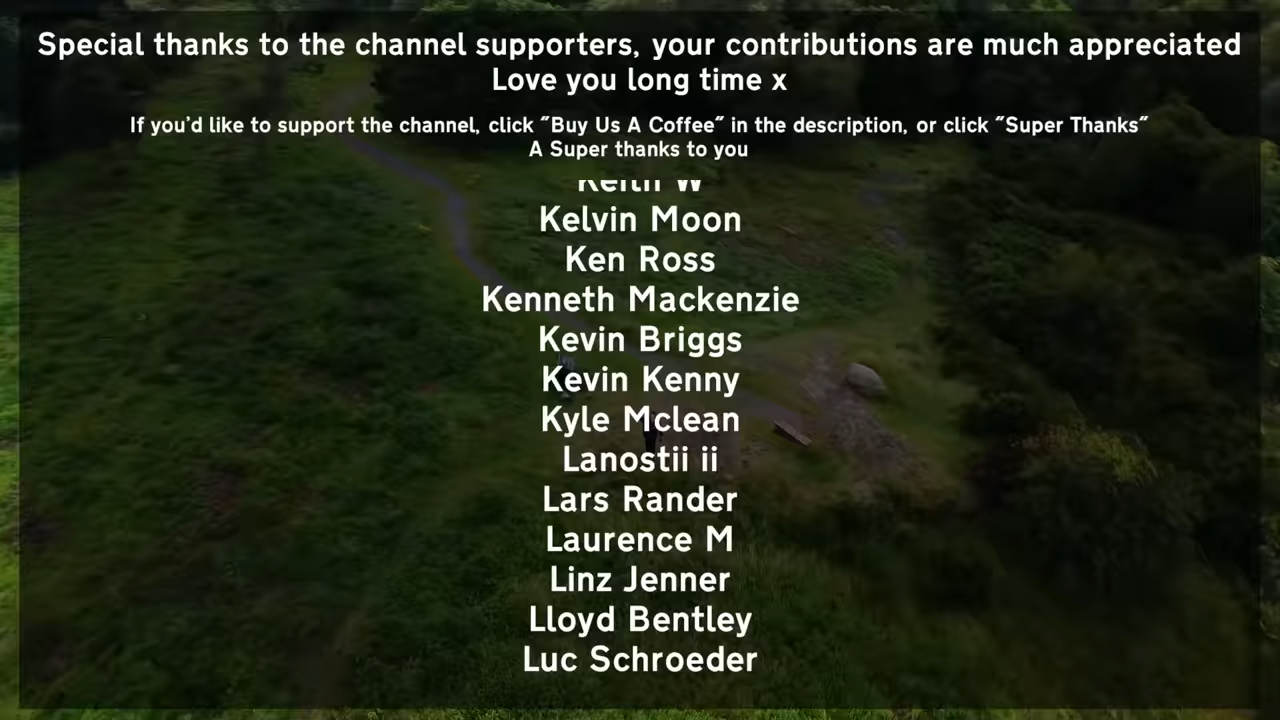 Special thanks to the channel supporters, your contributions are much appreciated
Love you long time x
If you'd like to support the channel, click "Buy Us A Coffee" in the description, or click "Super Thanks"
A Super thanks to you
Keith W
Kelvin Moon
Ken Ross
Kenneth Mackenzie
Kevin Briggs
Kevin Kenny
Kyle Mclean
Lanostii ii
Lars Rander
Laurence M
Linz Jenner
Lloyd Bentley
Luc Schroeder